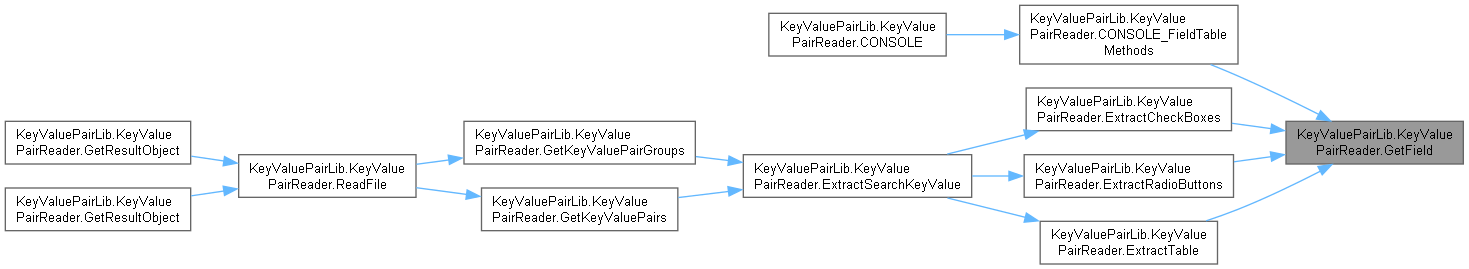 KeyValuePairLib.KeyValue
PairReader.CONSOLE
KeyValuePairLib.KeyValue
PairReader.CONSOLE_FieldTable
Methods
KeyValuePairLib.KeyValue
PairReader.GetResultObject
KeyValuePairLib.KeyValue
PairReader.GetResultObject
KeyValuePairLib.KeyValue
PairReader.ReadFile
KeyValuePairLib.KeyValue
PairReader.GetKeyValuePairGroups
KeyValuePairLib.KeyValue
PairReader.GetKeyValuePairs
KeyValuePairLib.KeyValue
PairReader.ExtractSearchKeyValue
KeyValuePairLib.KeyValue
PairReader.ExtractCheckBoxes
KeyValuePairLib.KeyValue
PairReader.ExtractRadioButtons
KeyValuePairLib.KeyValue
PairReader.ExtractTable
KeyValuePairLib.KeyValue
PairReader.GetField